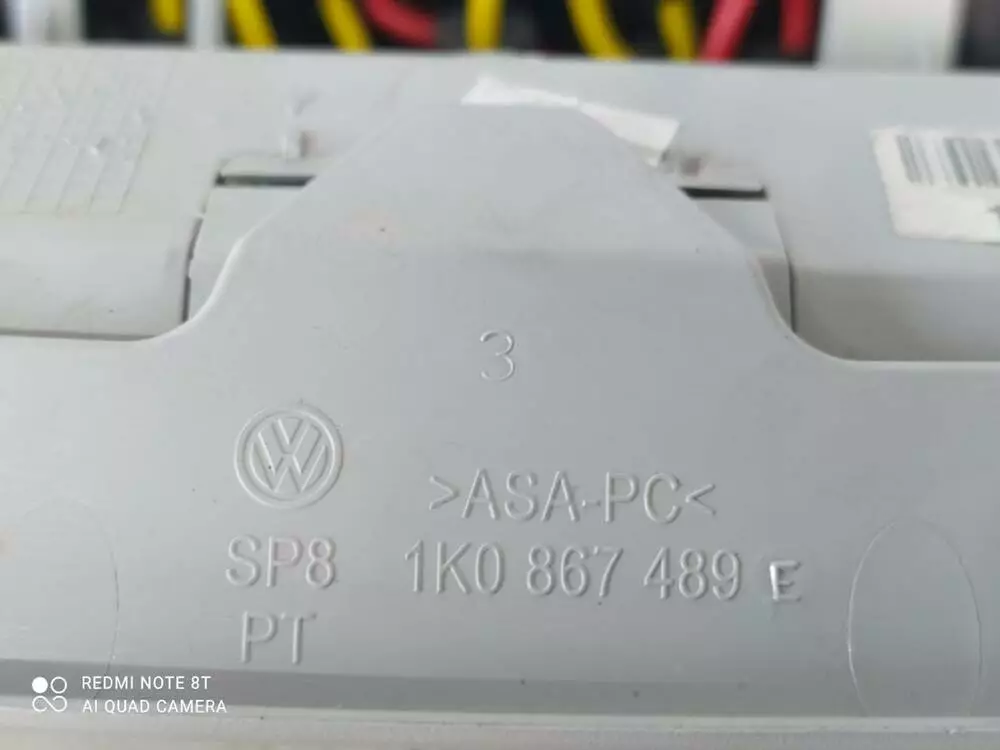 3
>ASA-PC<
SP8 1K0 867 489 E
PT
REDMI NOTE 8T
AI QUAD CAMERA